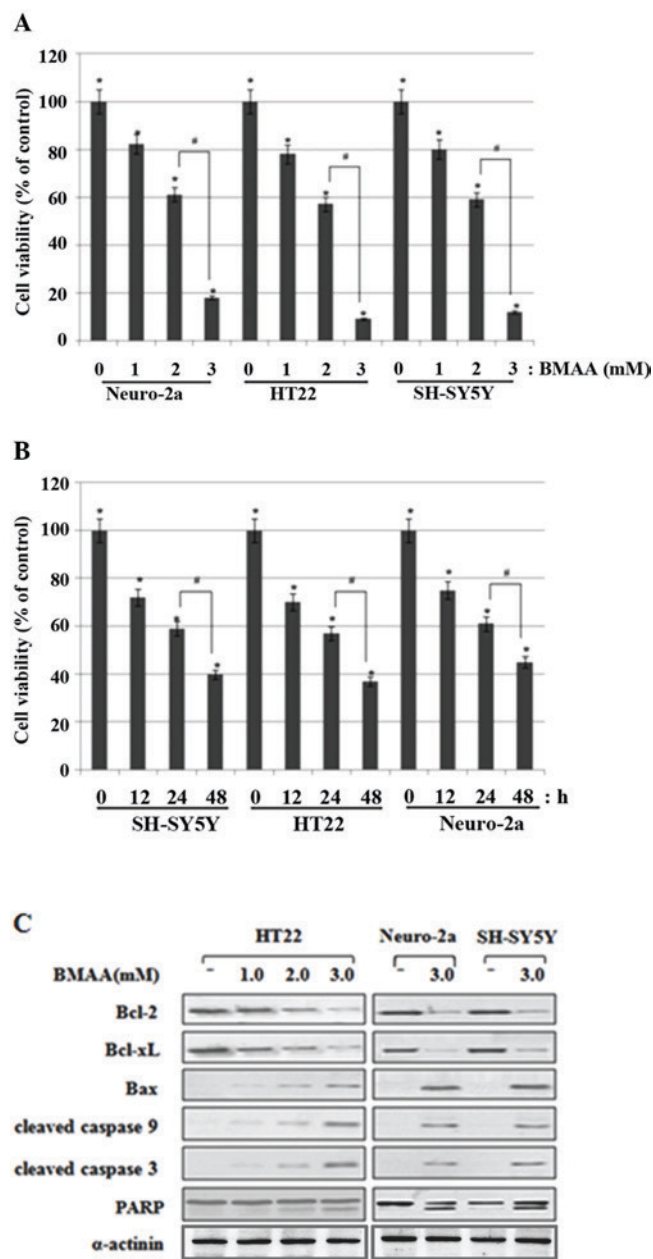 A
Cell viability (% of control)
120
100
80
60
40
20
0
* # * * * * * * * * * *
# # #
0 1 2 3 0 1 2 3 0 1 2 3 : BMAA (mM)
Neuro-2a HT22 SH-SY5Y
B
Cell viability (% of control)
120
100
80
60
40
20
0
* * # * * * * * * * * *
# # #
0 12 24 48 0 12 24 48 0 12 24 48 : h
SH-SY5Y HT22 Neuro-2a
C
HT22 Neuro-2a SH-SY5Y
BMAA(mM) - 1.0 2.0 3.0 - 3.0 - 3.0
Bcl-2
Bcl-xL
Bax
cleaved caspase 9
cleaved caspase 3
PARP
α-actinin